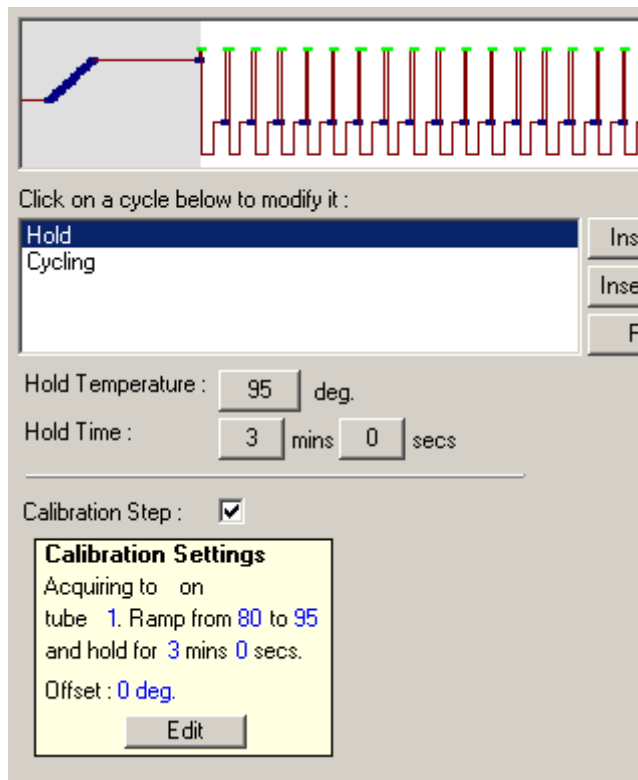 Click on a cycle below to modify it :
Hold
Cycling
Ins
Inse
Hold Temperature : 95 deg.
Hold Time : 3 mins 0 secs
Calibration Step :
Calibration Settings
Acquiring to on
tube 1. Ramp from 80 to 95
and hold for 3 mins 0 secs.
Offset : 0 deg.
Edit